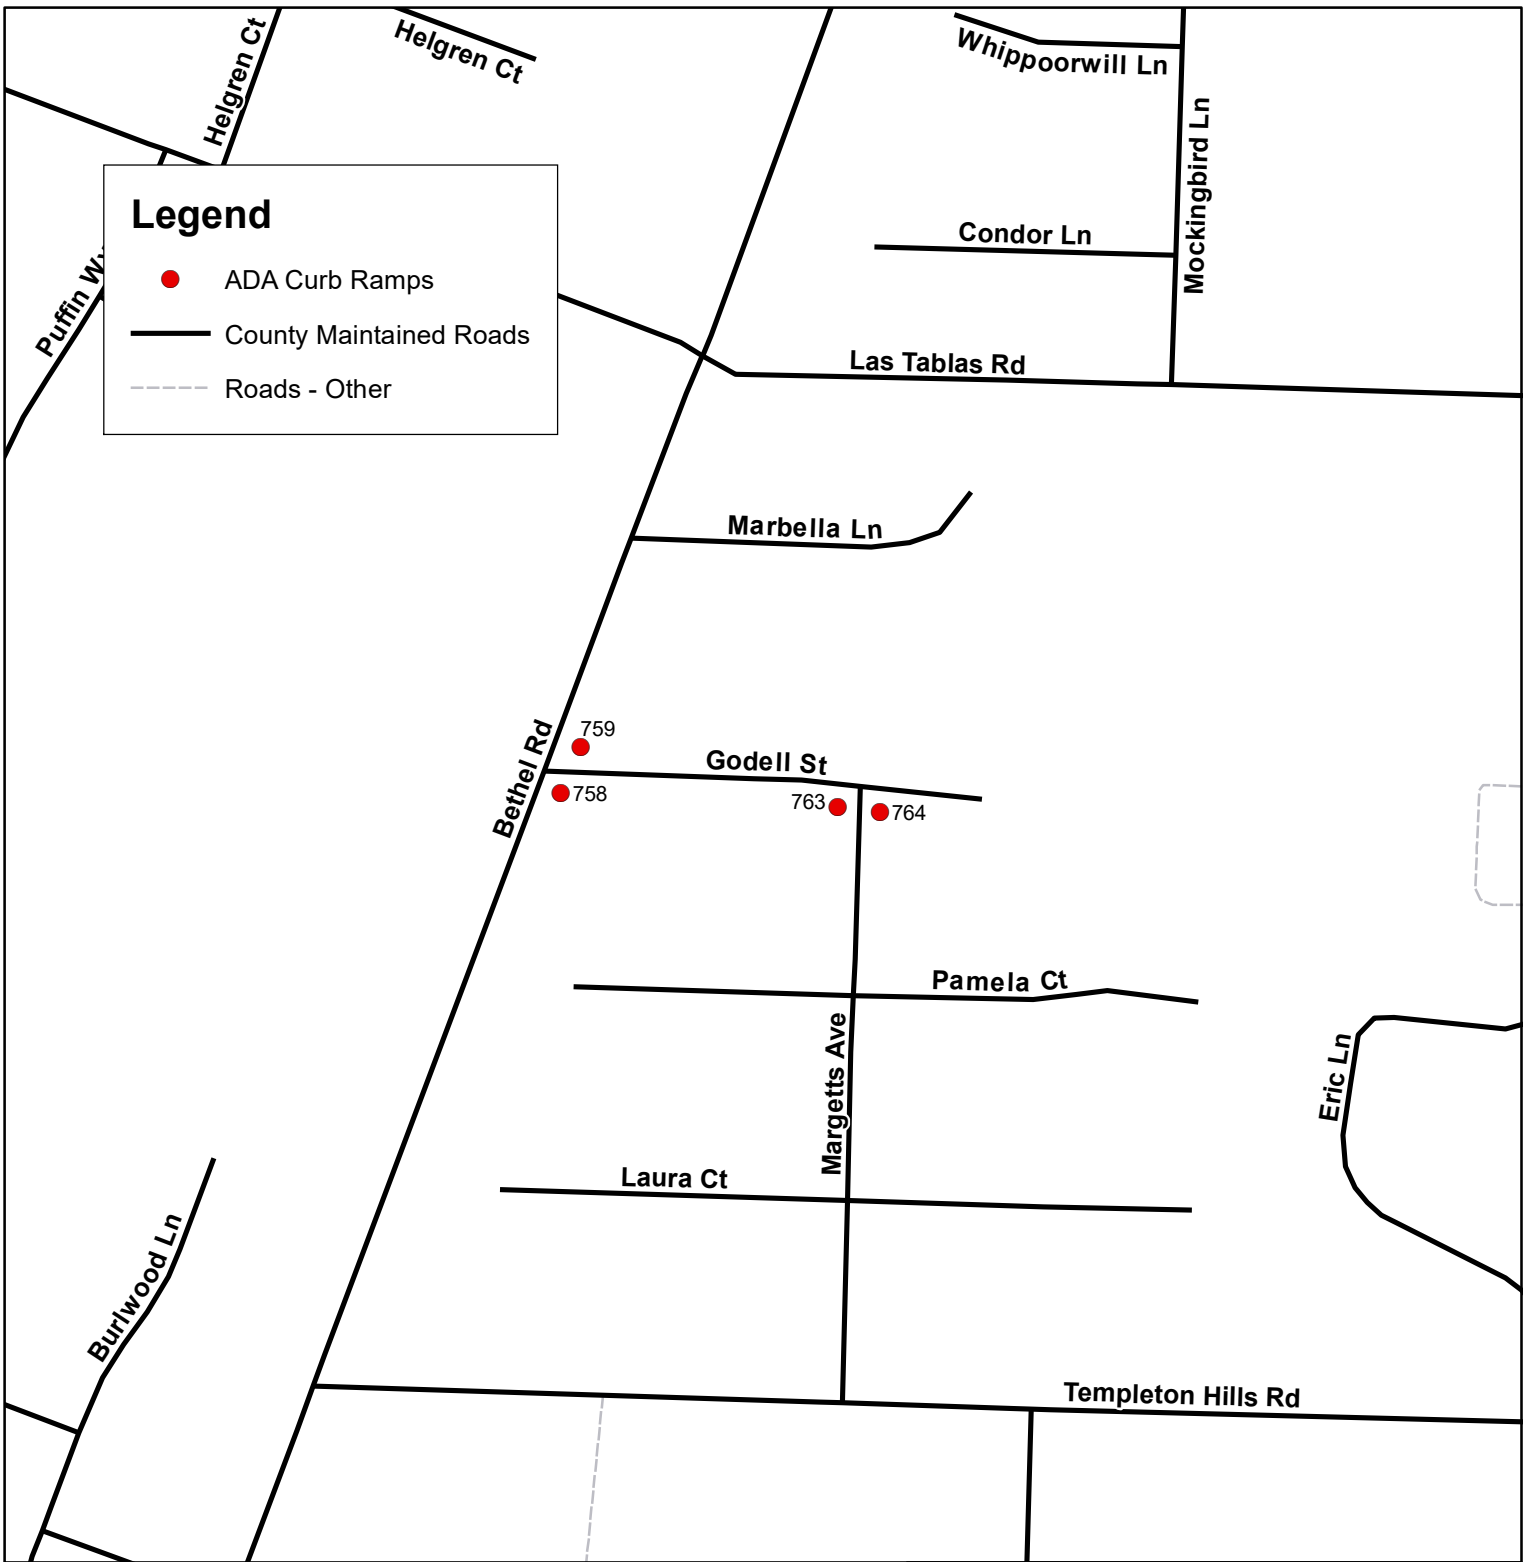 Helgren Ct
Helgren Ct
Whippoorwill Ln
Mockingbird Ln
Condor Ln
Legend
ADA Curb Ramps
County Maintained Roads
Roads - Other
Puffin Wy
Las Tablas Rd
Marbella Ln
Bethel Rd
759
Godell St
758
763
764
Pamela Ct
Margetts Ave
Eric Ln
Laura Ct
Burlwood Ln
Templeton Hills Rd